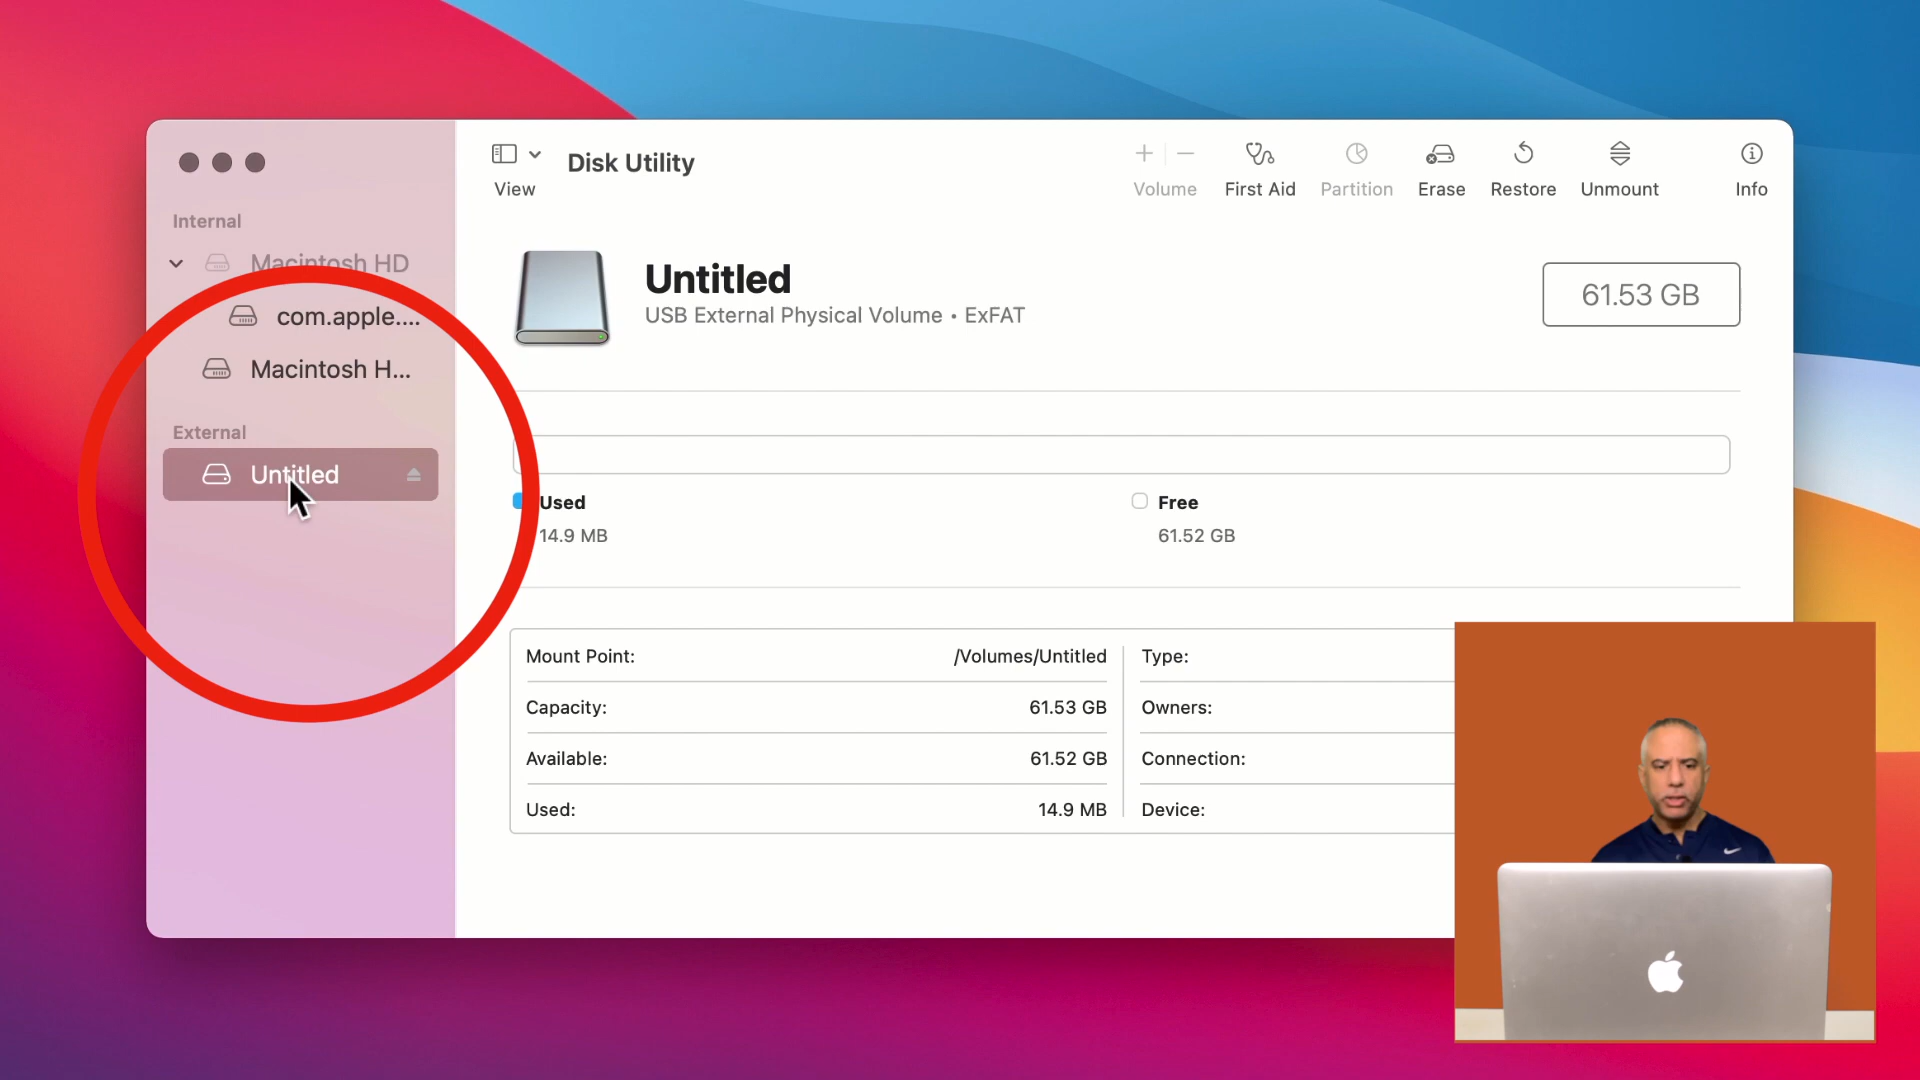 View
Disk Utility
Volume
First Aid
Partition
Erase
Restore
Unmount
Info
Internal
Macintosh HD
com.apple....
Macintosh H...
External
Untitled
Untitled
USB External Physical Volume • ExFAT
61.53 GB
Used
14.9 MB
Free
61.52 GB
Mount Point: /Volumes/Untitled
Capacity: 61.53 GB
Available: 61.52 GB
Used: 14.9 MB
Type:
Owners:
Connection:
Device: